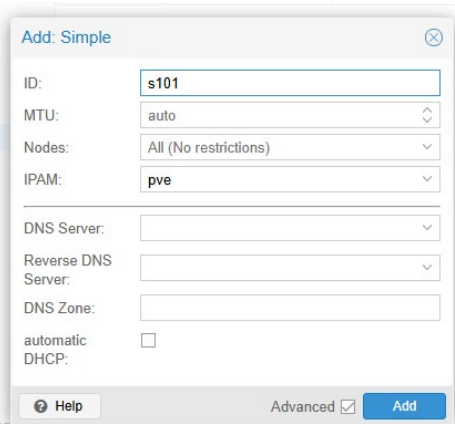 Add: Simple
ID: s101
MTU: auto
Nodes: All (No restrictions)
IPAM: pve
DNS Server:
Reverse DNS
Server:
DNS Zone:
automatic
DHCP:
Help Advanced Add